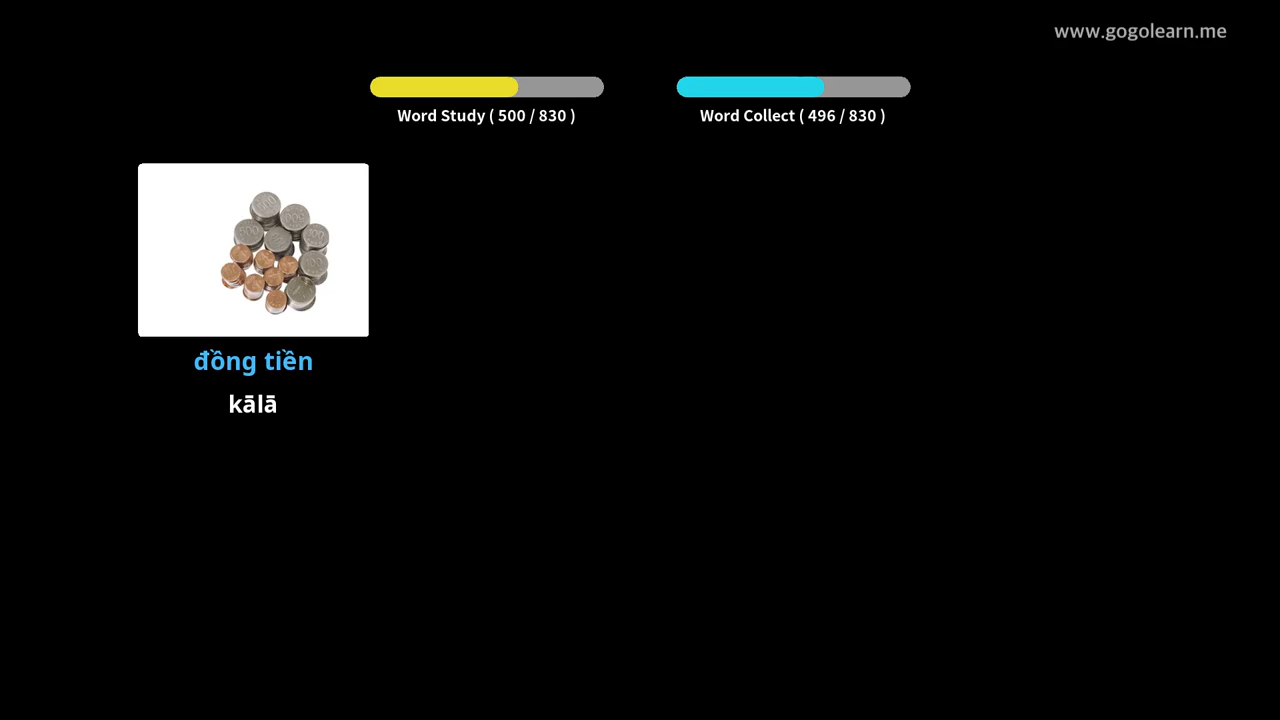 www.gogolearn.me
Word Study ( 500 / 830 )
Word Collect ( 496 / 830 )
đồng tiền
kālā